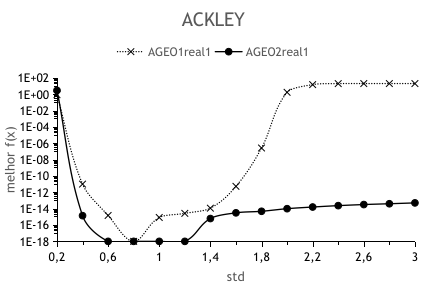 ACKLEY
AGEO1real1 AGEO2real1
melhor f(x)
1E+02
1E+00
1E-02
1E-04
1E-06
1E-08
1E-10
1E-12
1E-14
1E-16
1E-18
0,2 0,6 1 1,4 1,8 2,2 2,6 3
std